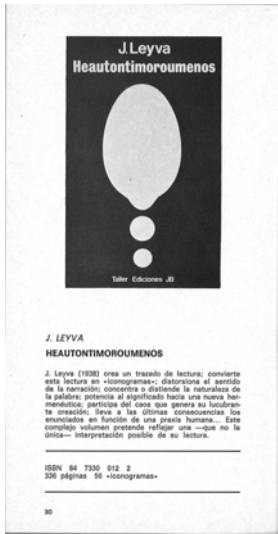 J. Leyva
Heautontimoroumenos
Taller Ediciones JB
J. LEYVA
HEAUTONTIMOROUMENOS
J. Leyva (1938) crea un trazado de lectura; convierte
esta lectura en «iconogramas»; distorsiona el sentido
de la narración; concentra o distiende la naturaleza de
la palabra; potencia el significado hacia una nueva her-
menéutica; participa del caos que genera su lucubran-
te creación; lleva a las últimas consecuencias los
enunciados en función de una praxis humana... Este
complejo volumen pretende reflejar una —que no la
única— interpretación posible de su lectura.
ISBN 84 7330 012 2
336 páginas 56 «iconogramas»
30